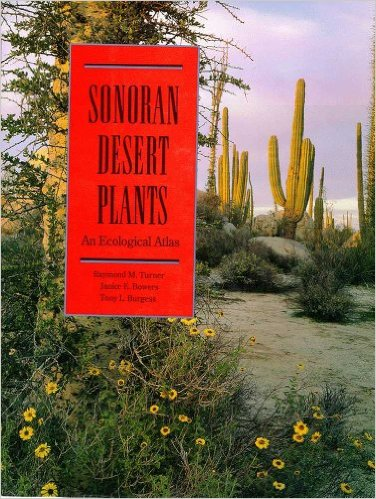 SONORAN
DESERT
PLANTS
An Ecological Atlas
Raymond M. Turner
Janice E. Bowers
Tony L. Burgess